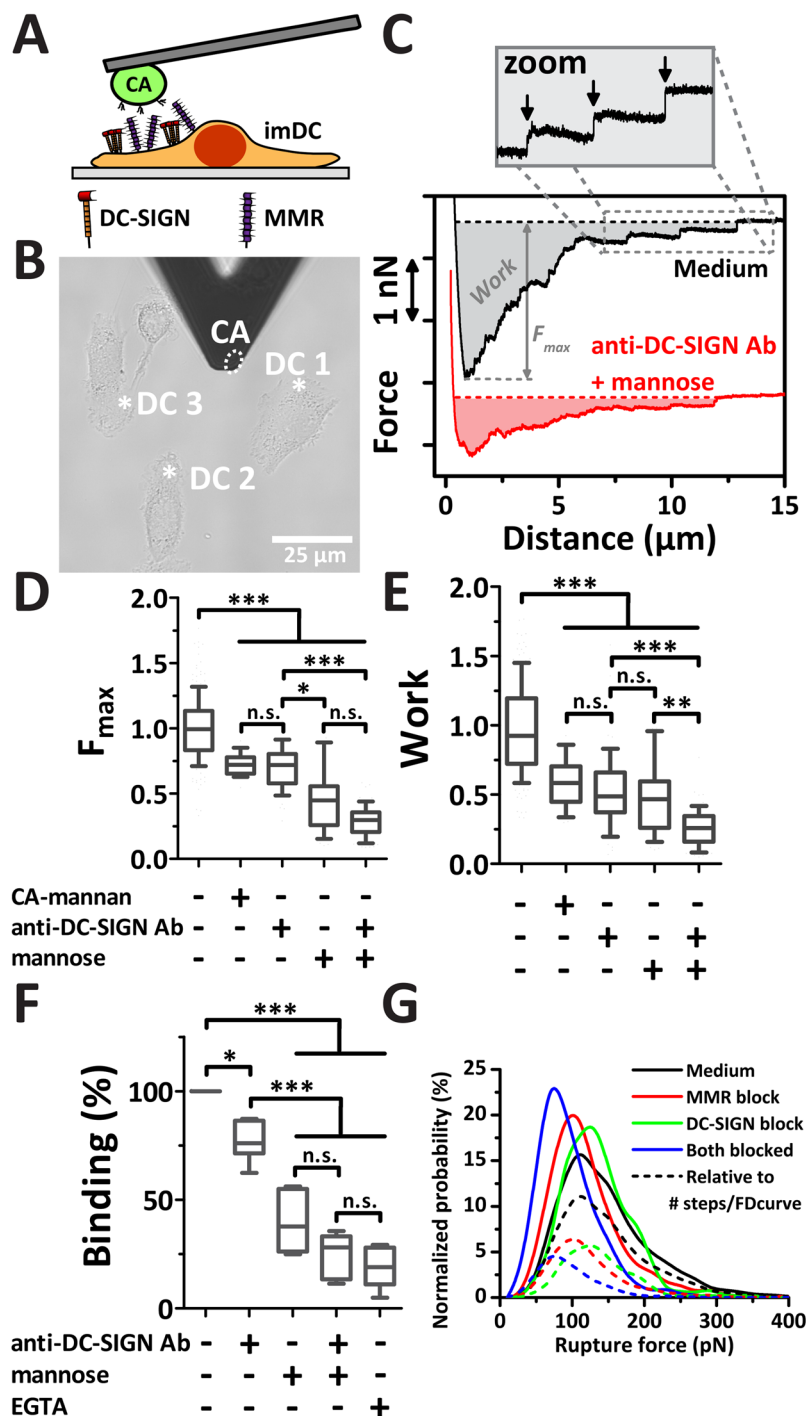 A
CA
imDC
DC-SIGN MMR
B
CA
DC 1
* DC 3 *
* DC 2
25 µm
C
zoom
Medium
Work
Fmax
1 nN
anti-DC-SIGN Ab
+ mannose
Force
0 5 10 15
Distance (µm)
D
2.0
1.5
1.0
0.5
0.0
Fmax
***
***
*
n.s. n.s.
CA-mannan - + - - -
anti-DC-SIGN Ab - - + - +
mannose - - - + +
E
2.0
1.5
1.0
0.5
0.0
Work
***
***
n.s.
n.s. **
- + - - -
- - + - +
- - - + +
F
100
50
0
Binding (%)
***
* ***
n.s.
n.s.
anti-DC-SIGN Ab - + - + -
mannose - - + + -
EGTA - - - - +
G
Normalized probability (%)
25
20
15
10
5
0
Medium
MMR block
DC-SIGN block
Both blocked
Relative to
# steps/FDcurve
0 100 200 300 400
Rupture force (pN)